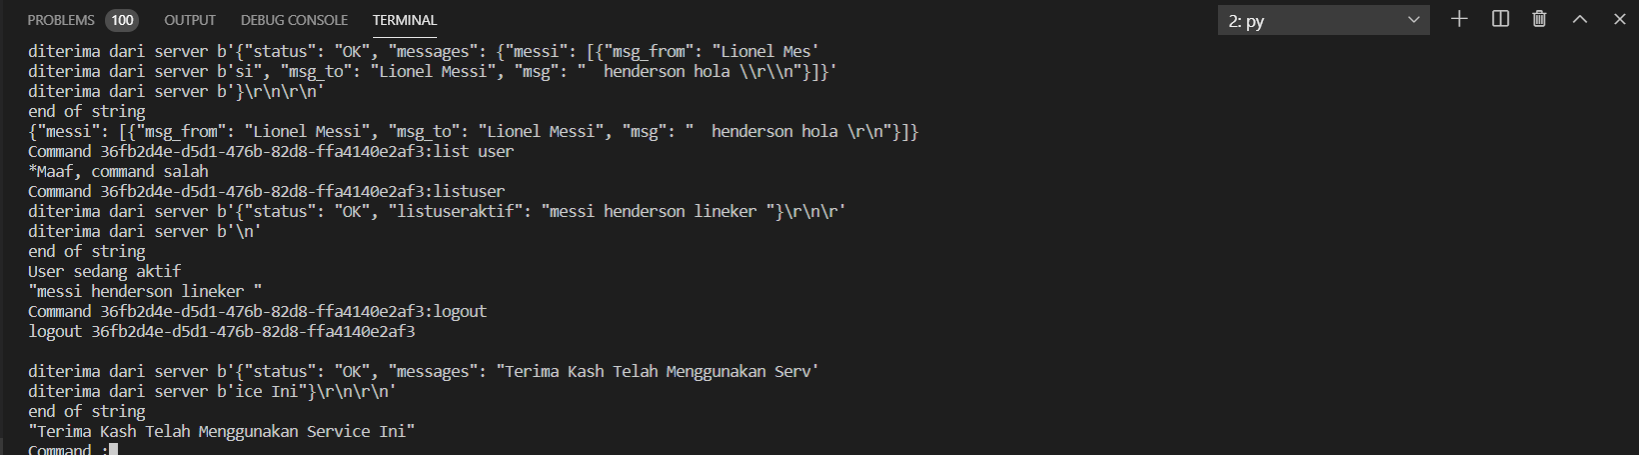 PROBLEMS 100 OUTPUT DEBUG CONSOLE TERMINAL 2: py
diterima dari server b'{"status": "OK", "messages": {"messi": [{"msg_from": "Lionel Mes'
diterima dari server b'si", "msg_to": "Lionel Messi", "msg": "  henderson hola \\r\\n"}]}'
diterima dari server b'}\r\n\r\n'
end of string
{"messi": [{"msg_from": "Lionel Messi", "msg_to": "Lionel Messi", "msg": "  henderson hola \r\n"}]}
Command 36fb2d4e-d5d1-476b-82d8-ffa4140e2af3:list user
*Maaf, command salah
Command 36fb2d4e-d5d1-476b-82d8-ffa4140e2af3:listuser
diterima dari server b'{"status": "OK", "listuseraktif": "messi henderson lineker "}\r\n\r'
diterima dari server b'\n'
end of string
User sedang aktif
"messi henderson lineker "
Command 36fb2d4e-d5d1-476b-82d8-ffa4140e2af3:logout
logout 36fb2d4e-d5d1-476b-82d8-ffa4140e2af3
diterima dari server b'{"status": "OK", "messages": "Terima Kash Telah Menggunakan Serv'
diterima dari server b'ice Ini"}\r\n\r\n'
end of string
"Terima Kash Telah Menggunakan Service Ini"
Command :